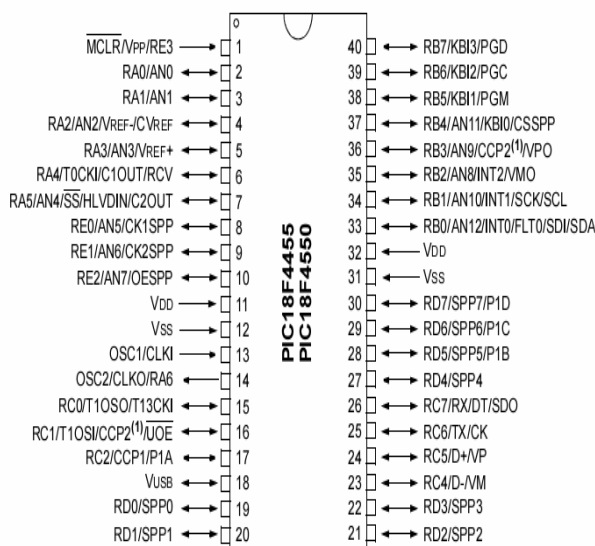 MCLR/VPP/RE3 1
RA0/AN0 2
RA1/AN1 3
RA2/AN2/VREF-/CVREF 4
RA3/AN3/VREF+ 5
RA4/T0CKI/C1OUT/RCV 6
RA5/AN4/SS/HLVDIN/C2OUT 7
RE0/AN5/CK1SPP 8
RE1/AN6/CK2SPP 9
RE2/AN7/OESPP 10
VDD 11
VSS 12
OSC1/CLKI 13
OSC2/CLKO/RA6 14
RC0/T1OSO/T13CKI 15
RC1/T1OSI/CCP2(1)/UOE 16
RC2/CCP1/P1A 17
VUSB 18
RD0/SPP0 19
RD1/SPP1 20
PIC18F4455
PIC18F4550
40 RB7/KBI3/PGD
39 RB6/KBI2/PGC
38 RB5/KBI1/PGM
37 RB4/AN11/KBI0/CSSPP
36 RB3/AN9/CCP2(1)/VPO
35 RB2/AN8/INT2/VMO
34 RB1/AN10/INT1/SCK/SCL
33 RB0/AN12/INT0/FLT0/SDI/SDA
32 VDD
31 VSS
30 RD7/SPP7/P1D
29 RD6/SPP6/P1C
28 RD5/SPP5/P1B
27 RD4/SPP4
26 RC7/RX/DT/SDO
25 RC6/TX/CK
24 RC5/D+/VP
23 RC4/D-/VM
22 RD3/SPP3
21 RD2/SPP2